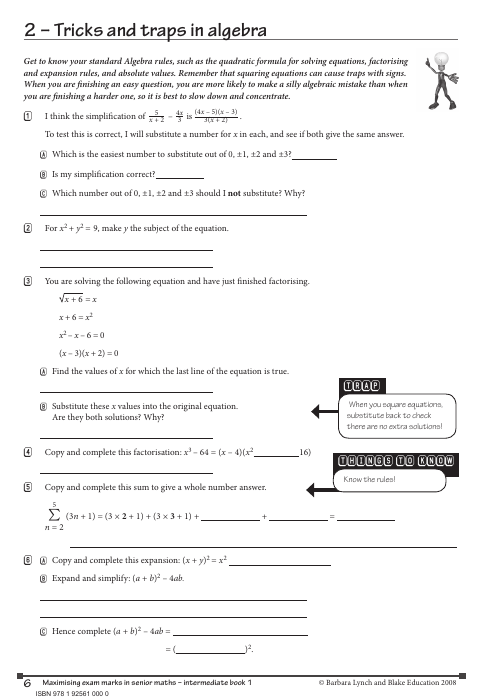 2 – Tricks and traps in algebra
Get to know your standard Algebra rules, such as the quadratic formula for solving equations, factorising
and expansion rules, and absolute values. Remember that squaring equations can cause traps with signs.
When you are finishing an easy question, you are more likely to make a silly algebraic mistake than when
you are finishing a harder one, so it is best to slow down and concentrate.
1 I think the simplification of 5/(x + 2) – 4x/3 is (4x – 5)(x – 3)/3(x + 2).
To test this is correct, I will substitute a number for x in each, and see if both give the same answer.
A Which is the easiest number to substitute out of 0, ±1, ±2 and ±3?________
B Is my simplification correct?________
C Which number out of 0, ±1, ±2 and ±3 should I not substitute? Why?
2 For x² + y² = 9, make y the subject of the equation.
3 You are solving the following equation and have just finished factorising.
√(x + 6) = x
x + 6 = x²
x² – x – 6 = 0
(x – 3)(x + 2) = 0
A Find the values of x for which the last line of the equation is true.
B Substitute these x values into the original equation.
Are they both solutions? Why?
TRAP
When you square equations,
substitute back to check
there are no extra solutions!
4 Copy and complete this factorisation: x³ – 64 = (x – 4)(x²________16)
THINGS TO KNOW
Know the rules!
5 Copy and complete this sum to give a whole number answer.
5
∑ (3n + 1) = (3 × 2 + 1) + (3 × 3 + 1) + ________ + ________ = ________
n = 2
6 A Copy and complete this expansion: (x + y)² = x² ________
B Expand and simplify: (a + b)² – 4ab.
C Hence complete (a + b)² – 4ab = ________
= (________)².
6 Maximising exam marks in senior maths – intermediate book 1 © Barbara Lynch and Blake Education 2008
ISBN 978 1 92561 000 0